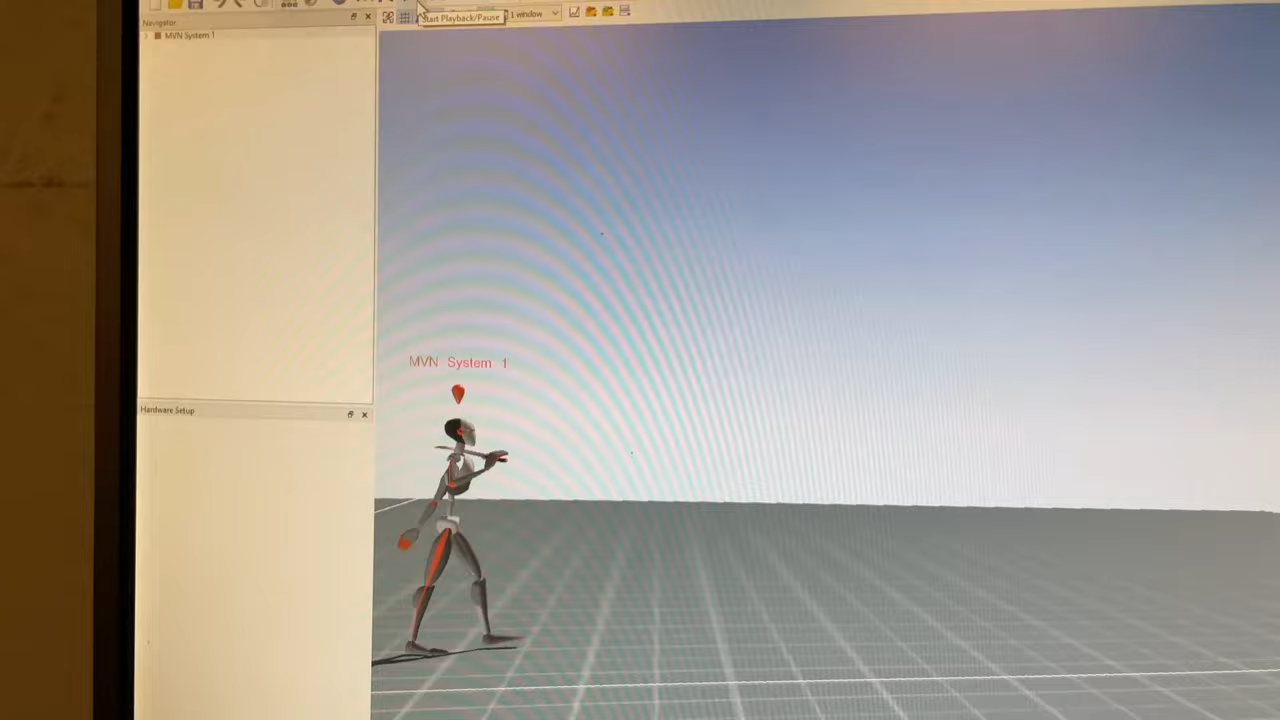 Navigator
Start Playback/Pause
1 window
MVN System 1
MVN System 1
Hardware Setup